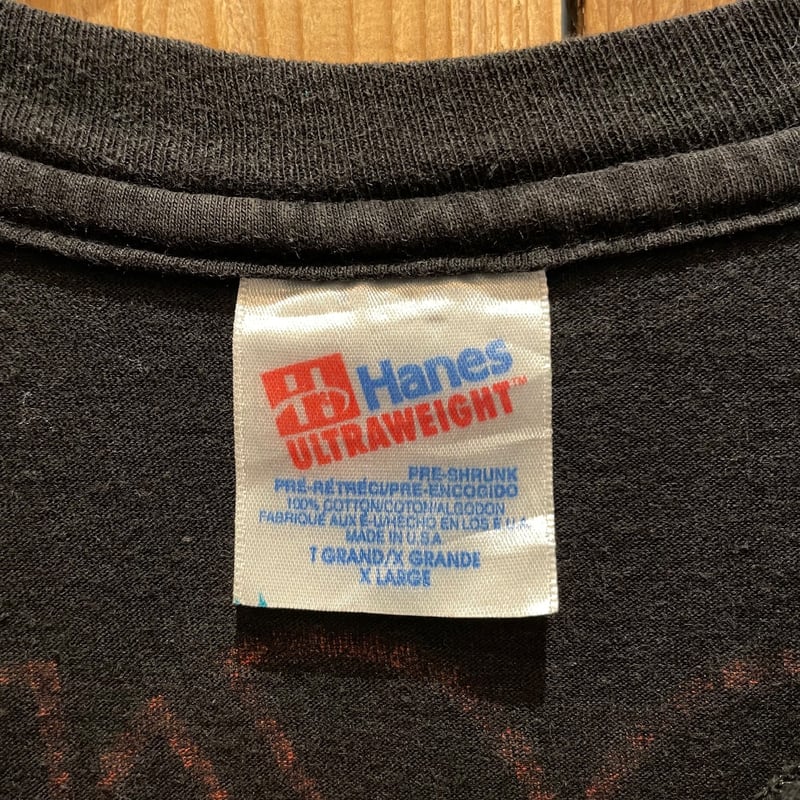 Hanes
ULTRAWEIGHT™
PRE-SHRUNK
PRÉ-RÉTRÉCI/PRE-ENCOGIDO
100% COTTON/COTON/ALGODON
FABRIQUÉ AUX É-U/HECHO EN LOS E.U.A.
MADE IN U.S.A
T GRAND/X GRANDE
X LARGE